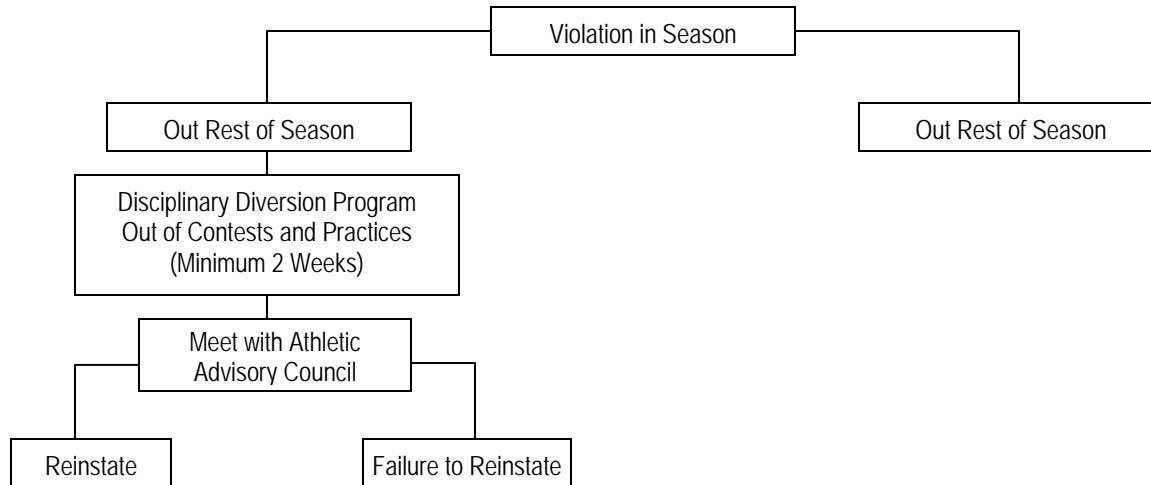 Violation in Season
Out Rest of Season
Out Rest of Season
Disciplinary Diversion Program
Out of Contests and Practices
(Minimum 2 Weeks)
Meet with Athletic
Advisory Council
Reinstate
Failure to Reinstate